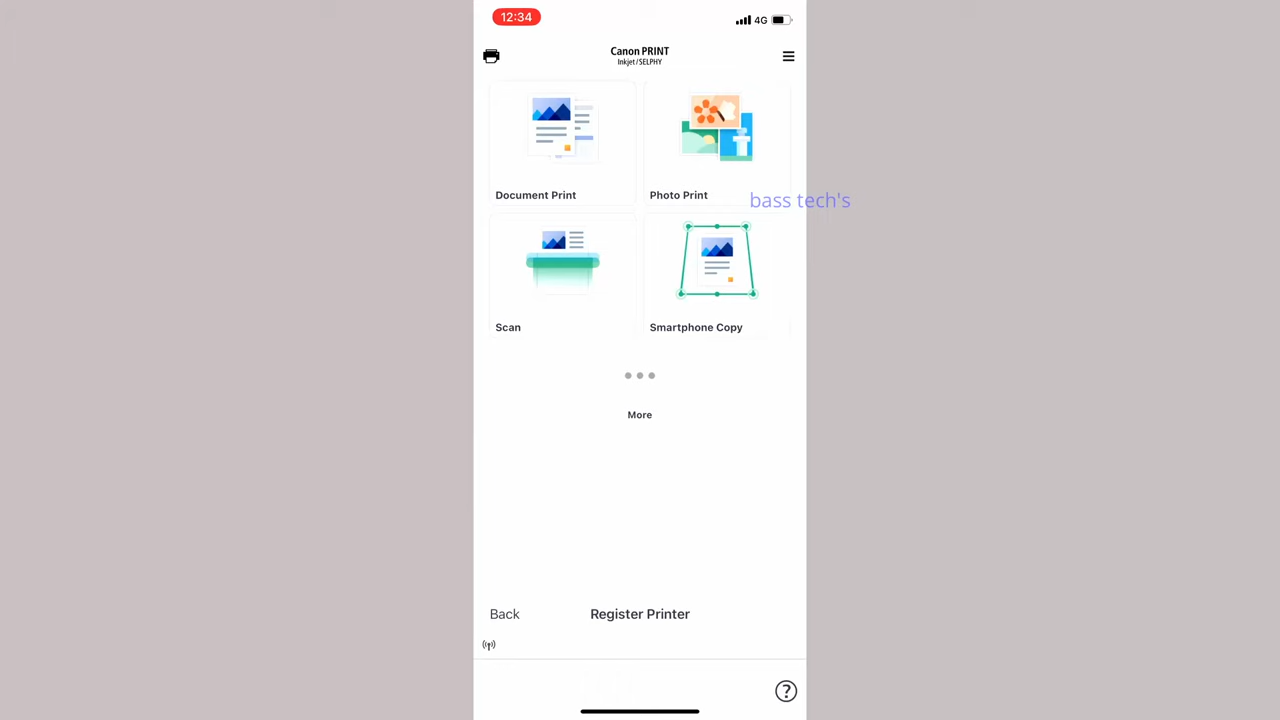 12:34
4G
Canon PRINT
Inkjet/SELPHY
Document Print
Photo Print
bass tech's
Scan
Smartphone Copy
More
Back
Register Printer
?